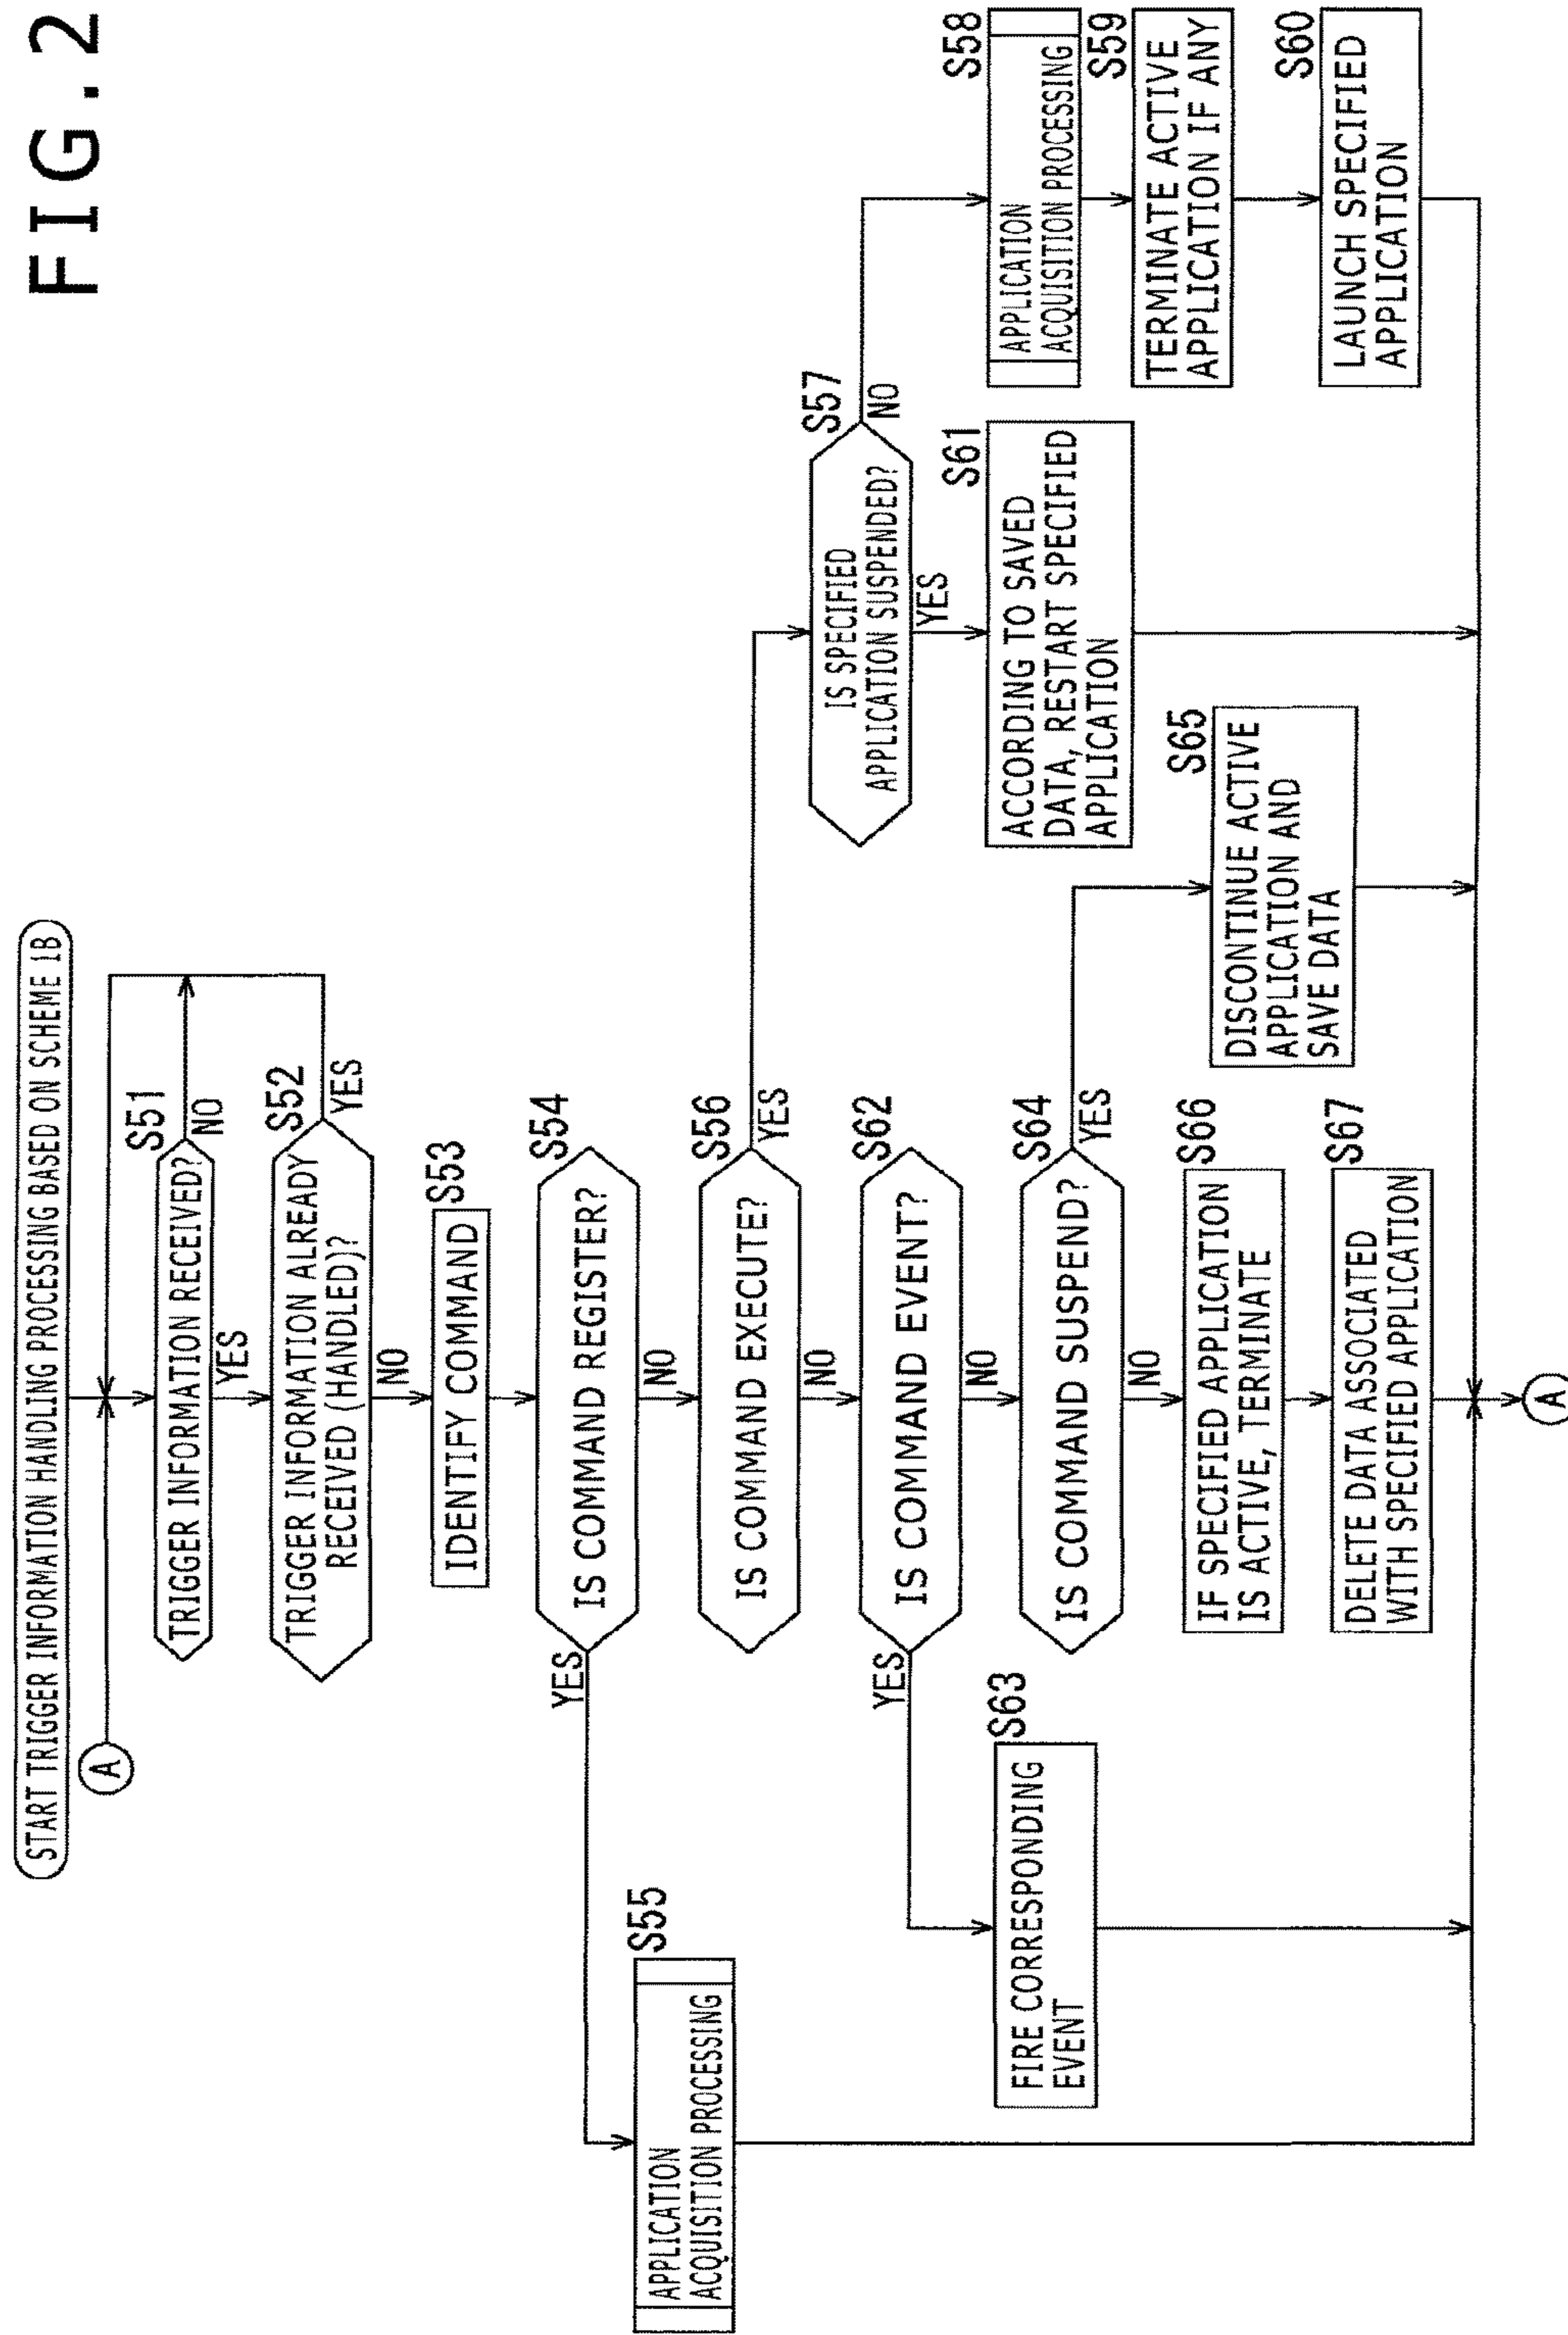 FIG.2
START TRIGGER INFORMATION HANDLING PROCESSING BASED ON SCHEME 1B
A
S51
TRIGGER INFORMATION RECEIVED?
NO
YES
S52
TRIGGER INFORMATION ALREADY
RECEIVED (HANDLED)?
YES
NO
S53
IDENTIFY COMMAND
S54
IS COMMAND REGISTER?
YES
NO
S55
APPLICATION
ACQUISITION PROCESSING
S56
IS COMMAND EXECUTE?
YES
NO
S57
IS SPECIFIED
APPLICATION SUSPENDED?
NO
YES
S58
APPLICATION
ACQUISITION PROCESSING
S59
TERMINATE ACTIVE
APPLICATION IF ANY
S60
LAUNCH SPECIFIED
APPLICATION
S61
ACCORDING TO SAVED
DATA, RESTART SPECIFIED
APPLICATION
S62
IS COMMAND EVENT?
YES
NO
S63
FIRE CORRESPONDING
EVENT
S64
IS COMMAND SUSPEND?
YES
NO
S65
DISCONTINUE ACTIVE
APPLICATION AND
SAVE DATA
S66
IF SPECIFIED APPLICATION
IS ACTIVE, TERMINATE
S67
DELETE DATA ASSOCIATED
WITH SPECIFIED APPLICATION
A